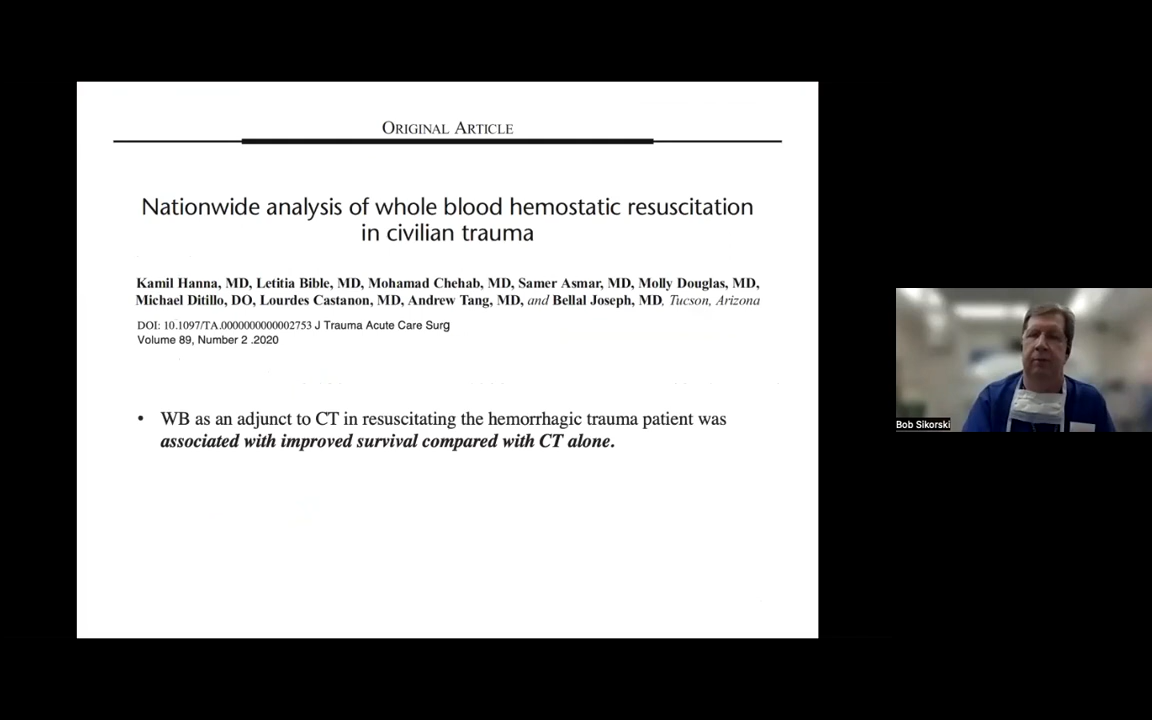 ORIGINAL ARTICLE
Nationwide analysis of whole blood hemostatic resuscitation
in civilian trauma
Kamil Hanna, MD, Letitia Bible, MD, Mohamad Chehab, MD, Samer Asmar, MD, Molly Douglas, MD,
Michael Ditillo, DO, Lourdes Castanon, MD, Andrew Tang, MD, and Bellal Joseph, MD, Tucson, Arizona
DOI: 10.1097/TA.0000000000002753 J Trauma Acute Care Surg
Volume 89, Number 2 .2020
• WB as an adjunct to CT in resuscitating the hemorrhagic trauma patient was
associated with improved survival compared with CT alone.
Bob Sikorski